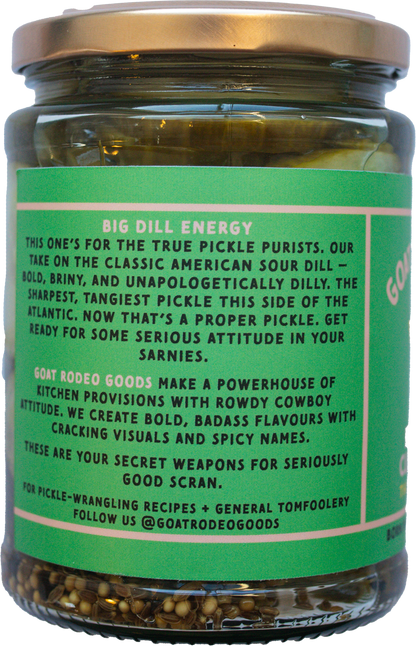 BIG DILL ENERGY
THIS ONE'S FOR THE TRUE PICKLE PURISTS. OUR
TAKE ON THE CLASSIC AMERICAN SOUR DILL –
BOLD, BRINY, AND UNAPOLOGETICALLY DILLY. THE
SHARPEST, TANGIEST PICKLE THIS SIDE OF THE
ATLANTIC. NOW THAT'S A PROPER PICKLE. GET
READY FOR SOME SERIOUS ATTITUDE IN YOUR
SARNIES.
GOAT RODEO GOODS MAKE A POWERHOUSE OF
KITCHEN PROVISIONS WITH ROWDY COWBOY
ATTITUDE. WE CREATE BOLD, BADASS FLAVOURS WITH
CRACKING VISUALS AND SPICY NAMES.
THESE ARE YOUR SECRET WEAPONS FOR SERIOUSLY
GOOD SCRAN.
FOR PICKLE-WRANGLING RECIPES + GENERAL TOMFOOLERY
FOLLOW US @GOATRODEOGOODS
GOAT